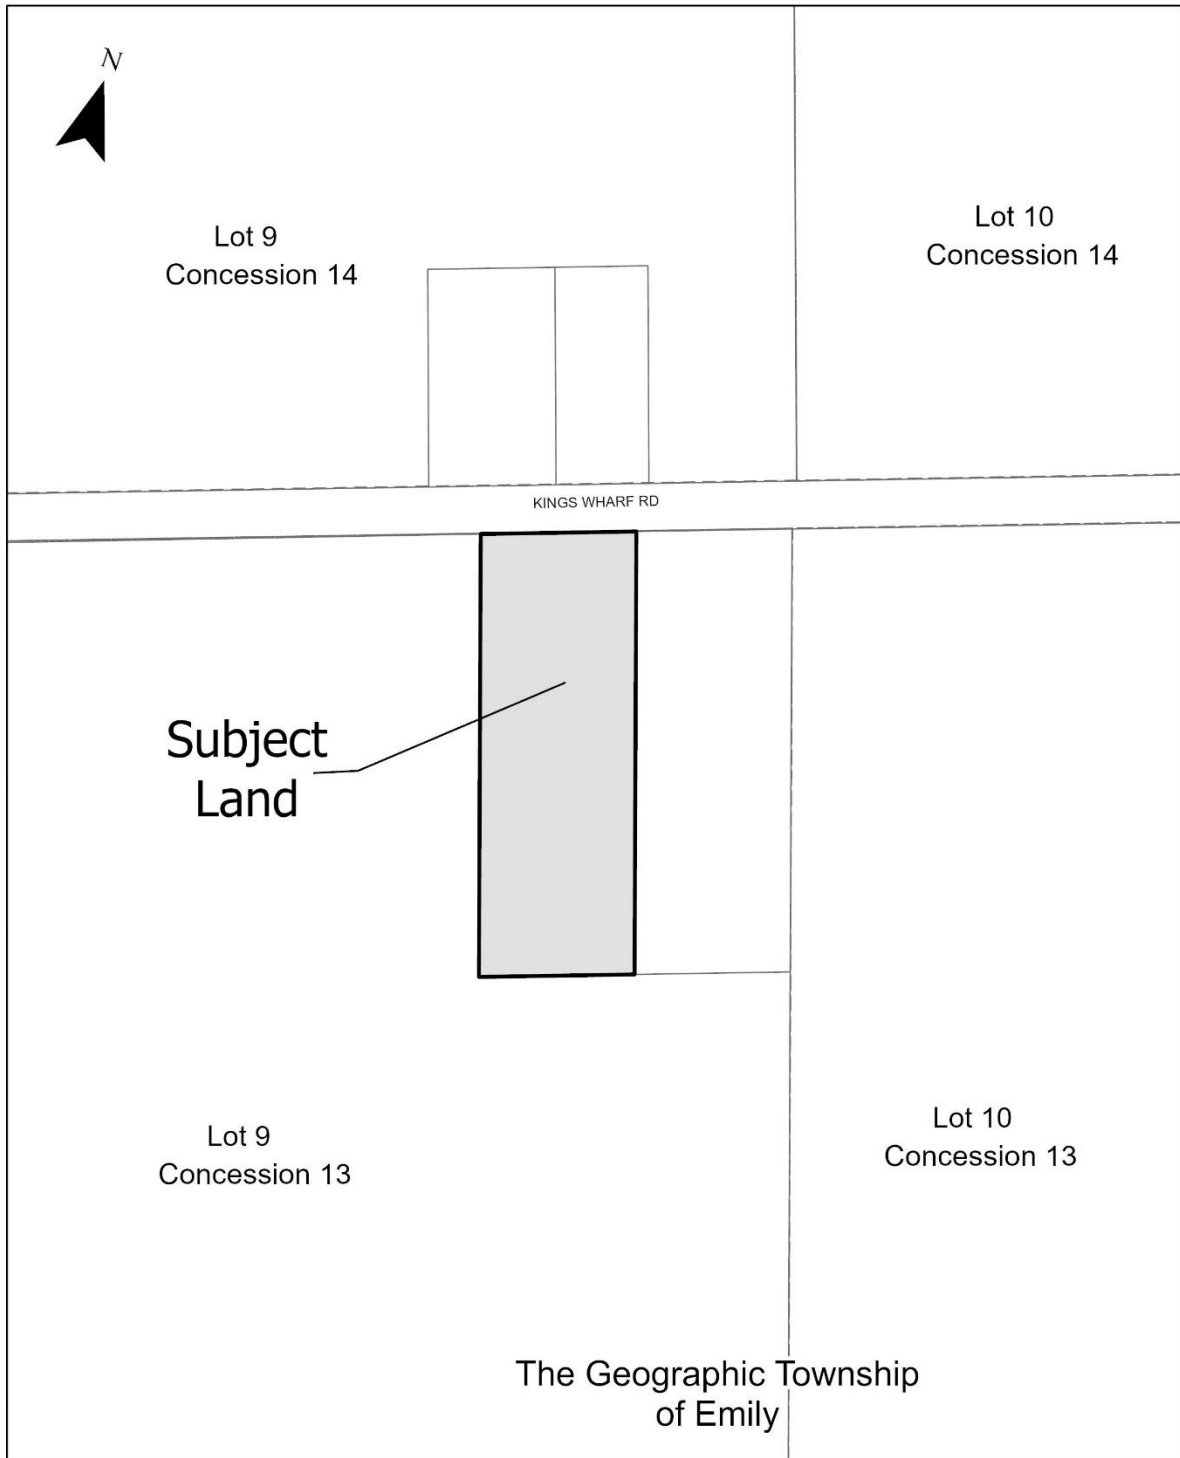 N
Lot 9
Concession 14
Lot 10
Concession 14
KINGS WHARF RD
Subject
Land
Lot 9
Concession 13
Lot 10
Concession 13
The Geographic Township
of Emily